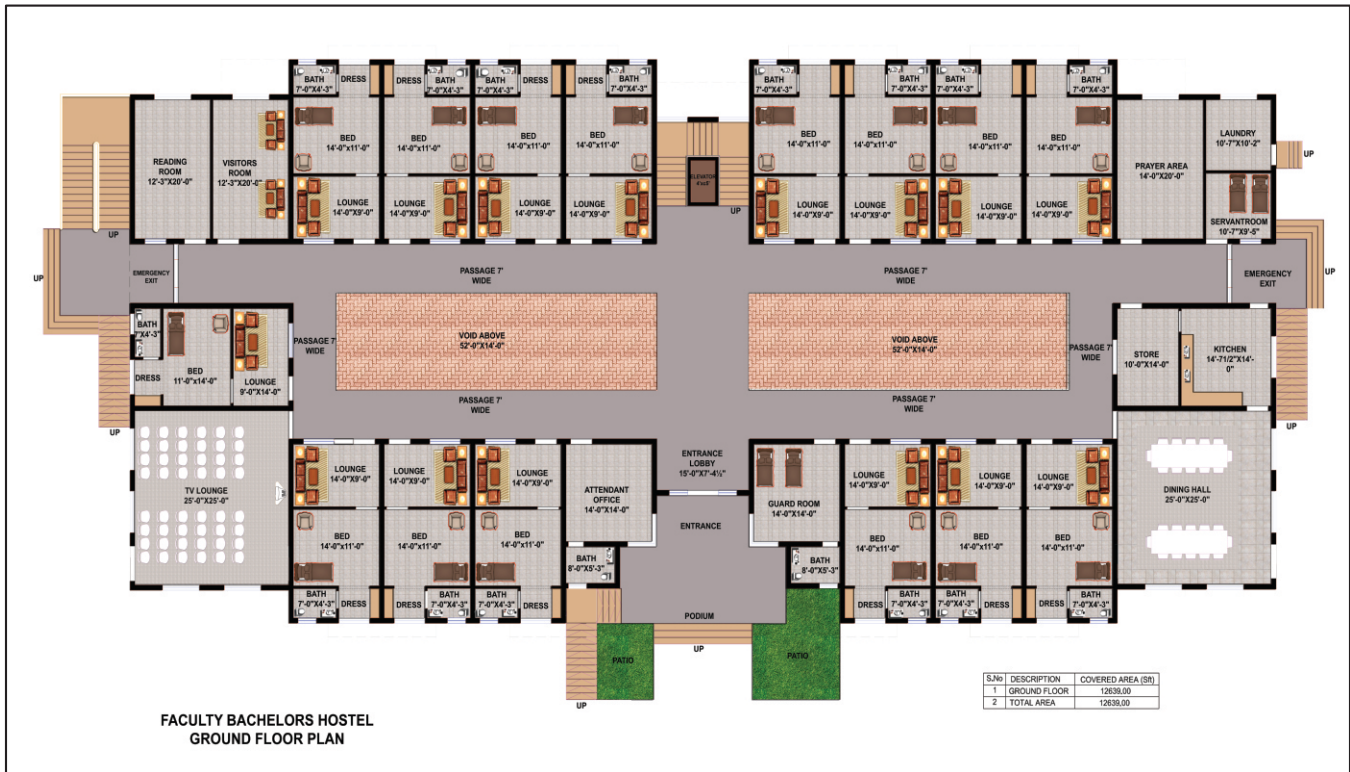 BATH
7'-0"X4'-3"
DRESS
DRESS
BATH
7'-0"X4'-3"
BATH
7'-0"X4'-3"
DRESS
DRESS
BATH
7'-0"X4'-3"
BATH
7'-0"X4'-3"
BATH
7'-0"X4'-3"
BATH
7'-0"X4'-3"
BATH
7'-0"X4'-3"
BED
14'-0"x11'-0"
BED
14'-0"x11'-0"
BED
14'-0"x11'-0"
BED
14'-0"x11'-0"
BED
14'-0"x11'-0"
BED
14'-0"x11'-0"
BED
14'-0"x11'-0"
BED
14'-0"x11'-0"
READING
ROOM
12'-3"X20'-0"
VISITORS
ROOM
12'-3"X20'-0"
PRAYER AREA
14'-0"X20'-0"
LAUNDRY
10'-7"X10'-2"
UP
ELEVATOR
LOUNGE
14'-0"X9'-0"
LOUNGE
14'-0"X9'-0"
LOUNGE
14'-0"X9'-0"
LOUNGE
14'-0"X9'-0"
LOUNGE
14'-0"X9'-0"
LOUNGE
14'-0"X9'-0"
LOUNGE
14'-0"X9'-0"
LOUNGE
14'-0"X9'-0"
SERVANTROOM
10'-7"X9'-5"
UP
UP
UP
EMERGENCY
EXIT
PASSAGE 7'
WIDE
PASSAGE 7'
WIDE
EMERGENCY
EXIT
UP
BATH
7'X4'-3"
BED
11'-0"x14'-0"
DRESS
LOUNGE
9'-0"X14'-0"
PASSAGE 7'
WIDE
VOID ABOVE
52'-0"X14'-0"
VOID ABOVE
52'-0"X14'-0"
PASSAGE 7'
WIDE
STORE
10'-0"X14'-0"
KITCHEN
14'-71/2"X14'-
0"
UP
PASSAGE 7'
WIDE
PASSAGE 7'
WIDE
UP
TV LOUNGE
25'-0"X25'-0"
LOUNGE
14'-0"X9'-0"
LOUNGE
14'-0"X9'-0"
LOUNGE
14'-0"X9'-0"
ATTENDANT
OFFICE
14'-0"X14'-0"
ENTRANCE
LOBBY
15'-0"X7'-4½"
GUARD ROOM
14'-0"X14'-0"
LOUNGE
14'-0"X9'-0"
LOUNGE
14'-0"X9'-0"
LOUNGE
14'-0"X9'-0"
DINING HALL
25'-0"X25'-0"
ENTRANCE
BED
14'-0"x11'-0"
BED
14'-0"x11'-0"
BED
14'-0"x11'-0"
BED
14'-0"x11'-0"
BED
14'-0"x11'-0"
BED
14'-0"x11'-0"
BATH
8'-0"X5'-3"
BATH
8'-0"X5'-3"
BATH
7'-0"X4'-3"
DRESS
DRESS
BATH
7'-0"X4'-3"
BATH
7'-0"X4'-3"
DRESS
DRESS
BATH
7'-0"X4'-3"
BATH
7'-0"X4'-3"
DRESS
DRESS
BATH
7'-0"X4'-3"
PODIUM
UP
PATIO
PATIO
UP
S.No DESCRIPTION COVERED AREA (Sft)
1 GROUND FLOOR 12639.00
2 TOTAL AREA 12639.00
FACULTY BACHELORS HOSTEL
GROUND FLOOR PLAN